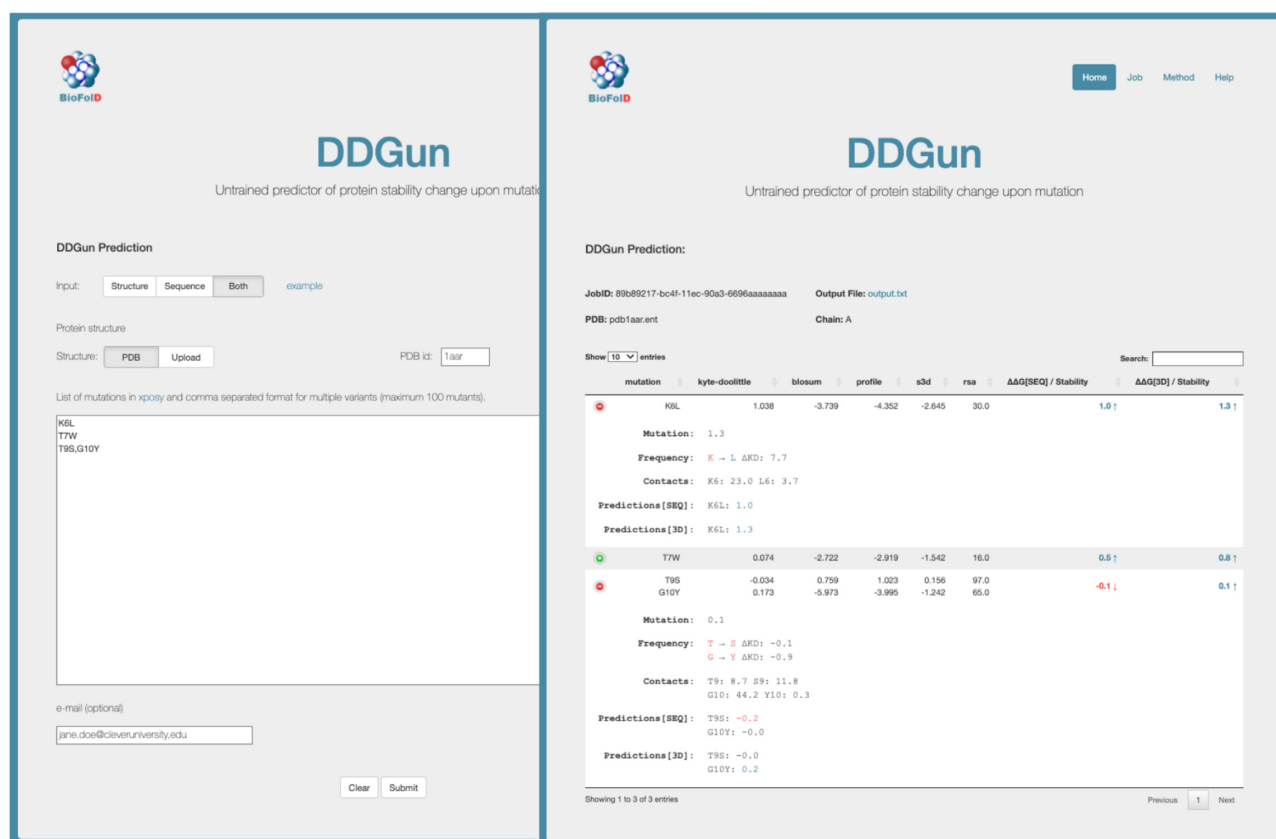 BioFolD
DDGun
Untrained predictor of protein stability change upon mutatio
DDGun Prediction
Input: Structure Sequence Both example
Protein structure
Structure: PDB Upload PDB id: 1aar
List of mutations in xposy and comma separated format for multiple variants (maximum 100 mutants).
K6L
T7W
T9S,G10Y
e-mail (optional)
jane.doe@cleveruniversity,edu
Clear Submit
BioFolD
Home Job Method Help
DDGun
Untrained predictor of protein stability change upon mutation
DDGun Prediction:
JobID: 89b89217-bc4f-11ec-90a3-6696aaaaaaaa Output File: output.txt
PDB: pdb1aar.ent Chain: A
Show 10 entries Search:
mutation kyte-doolittle blosum profile s3d rsa ΔΔG[SEQ] / Stability ΔΔG[3D] / Stability
K6L 1.038 -3.739 -4.352 -2.645 30.0 1.0 ↑ 1.3 ↑
Mutation: 1.3
Frequency: K → L ΔKD: 7.7
Contacts: K6: 23.0 L6: 3.7
Predictions[SEQ]: K6L: 1.0
Predictions[3D]: K6L: 1.3
T7W 0.074 -2.722 -2.919 -1.542 16.0 0.5 ↑ 0.8 ↑
T9S -0.034 0.759 1.023 0.156 97.0 -0.1 ↓ 0.1 ↑
G10Y 0.173 -5.973 -3.995 -1.242 65.0
Mutation: 0.1
Frequency: T → S ΔKD: -0.1
G → Y ΔKD: -0.9
Contacts: T9: 8.7 S9: 11.8
G10: 44.2 Y10: 0.3
Predictions[SEQ]: T9S: -0.2
G10Y: -0.0
Predictions[3D]: T9S: -0.0
G10Y: 0.2
Showing 1 to 3 of 3 entries Previous 1 Next